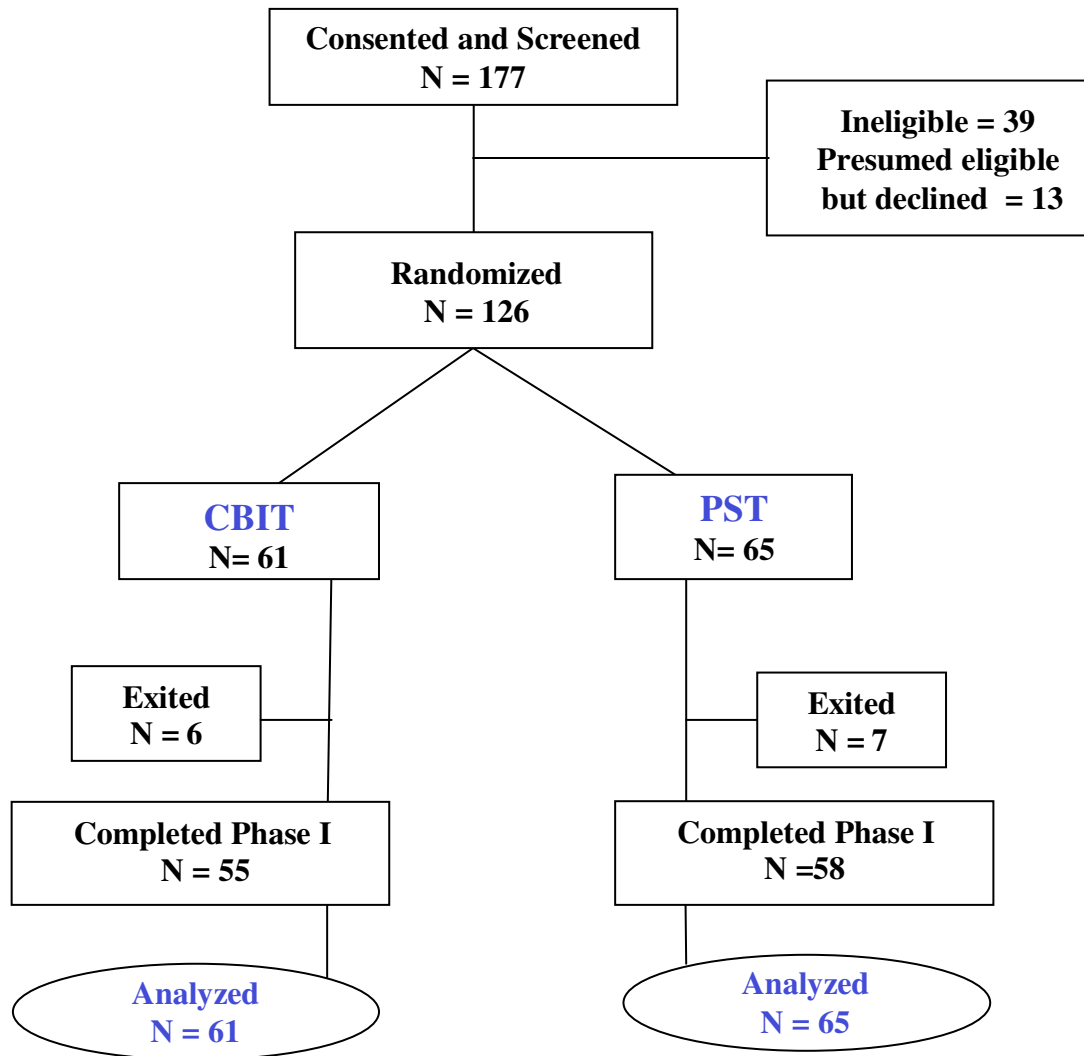 Consented and Screened
N = 177
Ineligible = 39
Presumed eligible
but declined = 13
Randomized
N = 126
CBIT
N= 61
PST
N= 65
Exited
N = 6
Exited
N = 7
Completed Phase I
N = 55
Completed Phase I
N =58
Analyzed
N = 61
Analyzed
N = 65